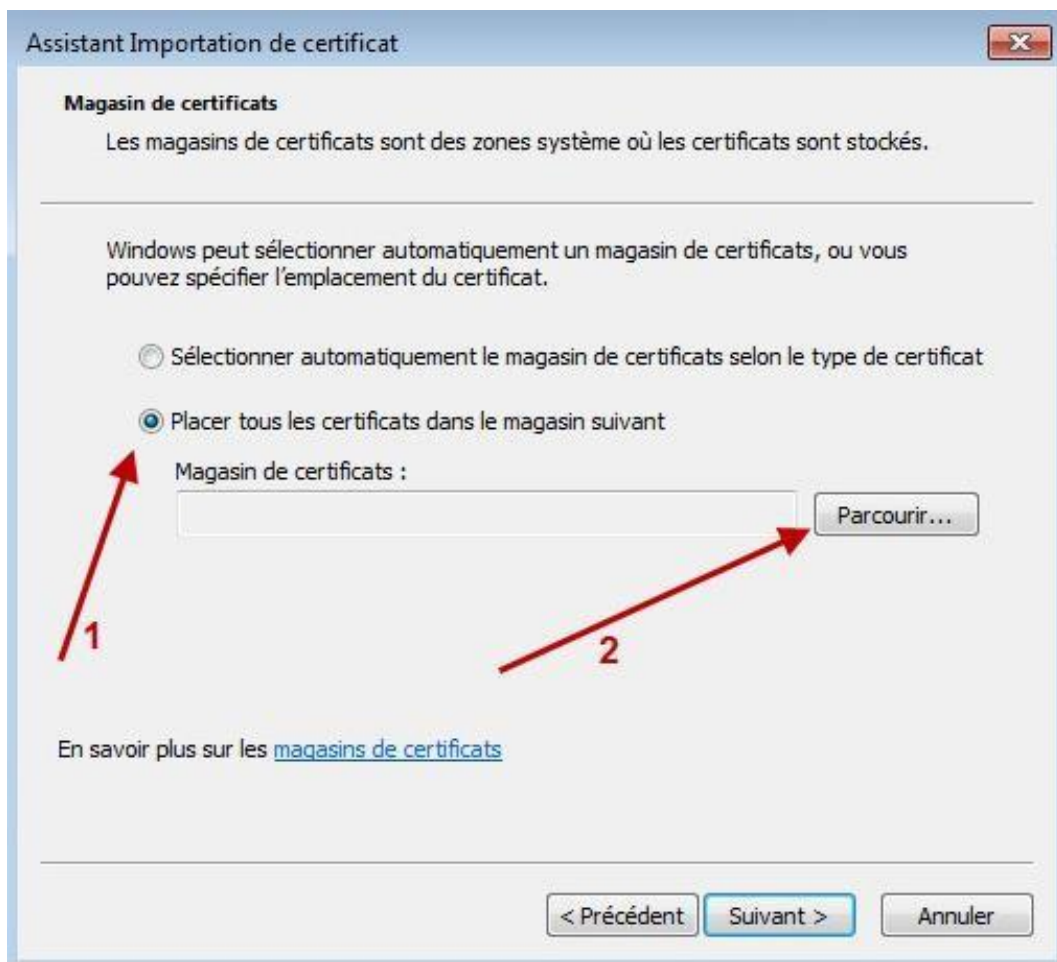 Assistant Importation de certificat
Magasin de certificats
Les magasins de certificats sont des zones système où les certificats sont stockés.
Windows peut sélectionner automatiquement un magasin de certificats, ou vous
pouvez spécifier l'emplacement du certificat.
Sélectionner automatiquement le magasin de certificats selon le type de certificat
Placer tous les certificats dans le magasin suivant
Magasin de certificats :
Parcourir...
1
2
En savoir plus sur les magasins de certificats
< Précédent
Suivant >
Annuler